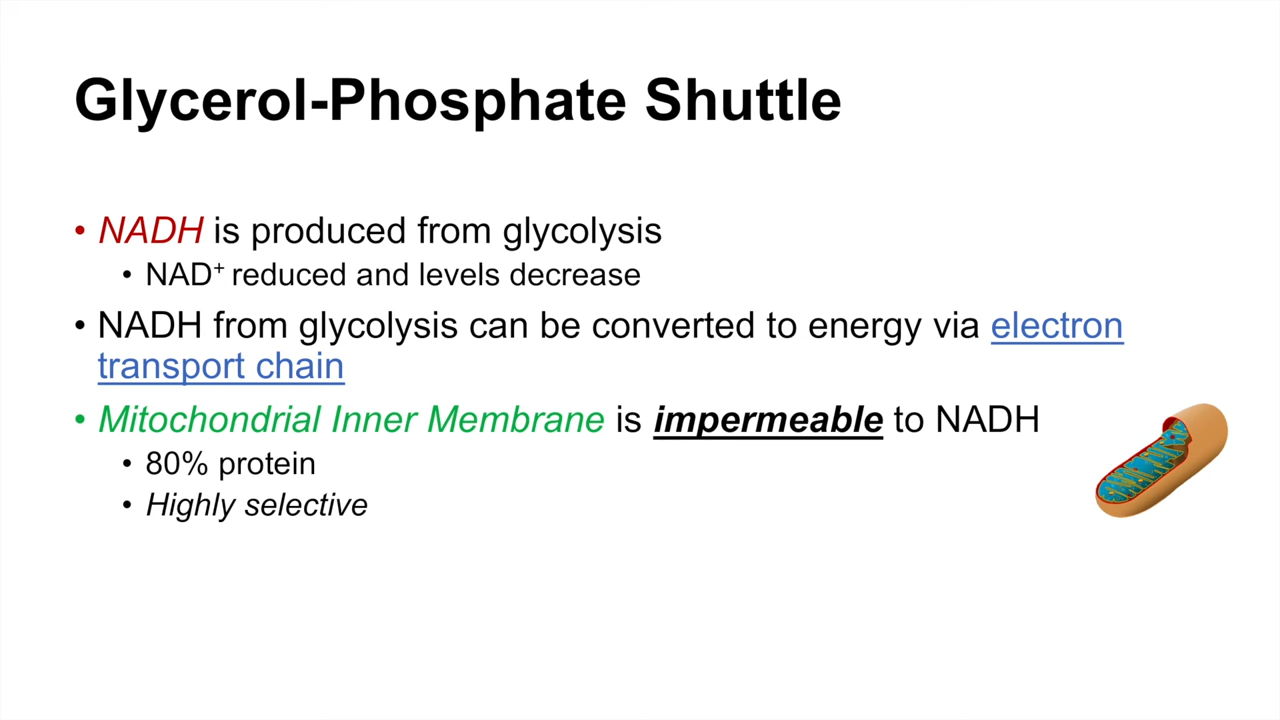 Glycerol-Phosphate Shuttle
• NADH is produced from glycolysis
• NAD⁺ reduced and levels decrease
• NADH from glycolysis can be converted to energy via electron
transport chain
• Mitochondrial Inner Membrane is impermeable to NADH
• 80% protein
• Highly selective